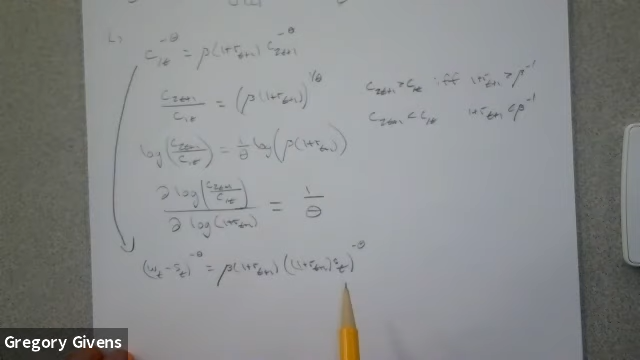 L:
C_{1t}^{-θ} = β(1+r_{t+1}) C_{2t+1}^{-θ}
C_{2t+1}/C_{1t} = (β(1+r_{t+1}))^{1/θ}
C_{2t+1} > C_{1t} iff 1+r_{t+1} > β^{-1}
C_{2t+1} < C_{1t} 1+r_{t+1} < β^{-1}
log(C_{2t+1}/C_{1t}) = 1/θ log(β(1+r_{t+1}))
∂ log(C_{2t+1}/C_{1t}) / ∂ log(1+r_{t+1}) = 1/θ
(w_t - s_t)^{-θ} = β(1+r_{t+1})((1+r_{t+1})s_t)^{-θ}
Gregory Givens